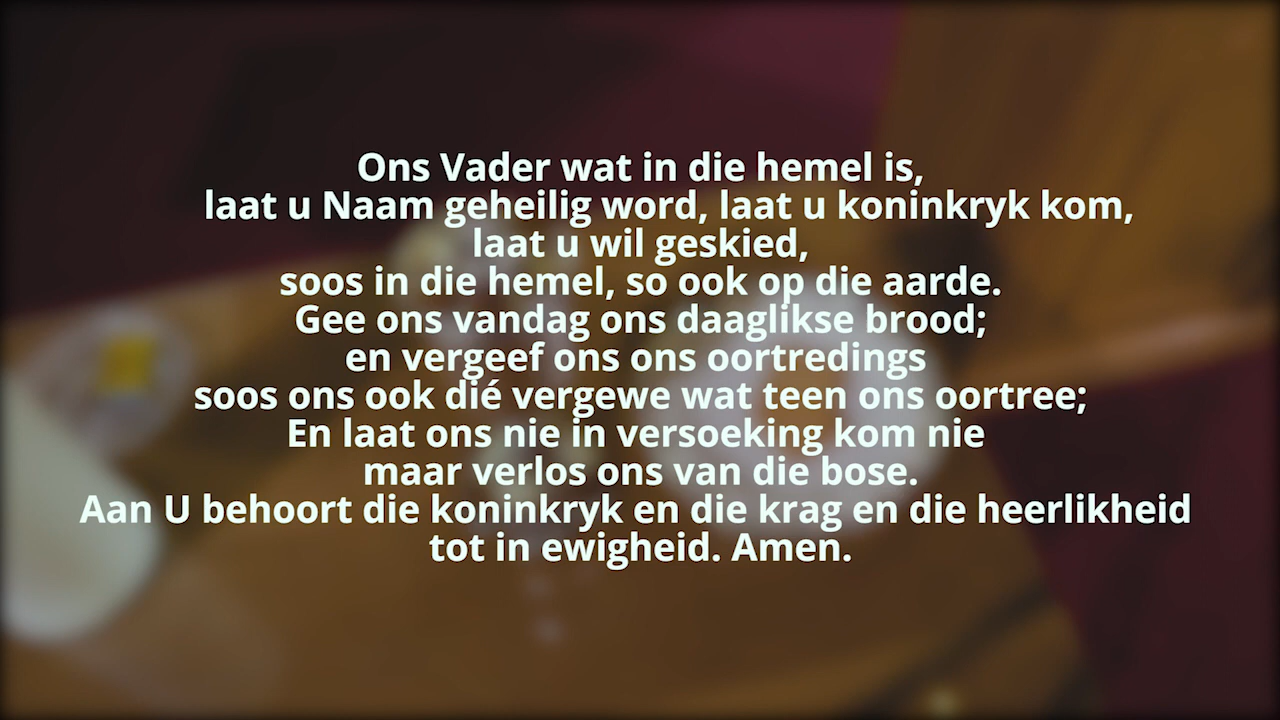 Ons Vader wat in die hemel is,
laat u Naam geheilig word, laat u koninkryk kom,
laat u wil geskied,
soos in die hemel, so ook op die aarde.
Gee ons vandag ons daaglikse brood;
en vergeef ons ons oortredings
soos ons ook dié vergewe wat teen ons oortree;
En laat ons nie in versoeking kom nie
maar verlos ons van die bose.
Aan U behoort die koninkryk en die krag en die heerlikheid
tot in ewigheid. Amen.